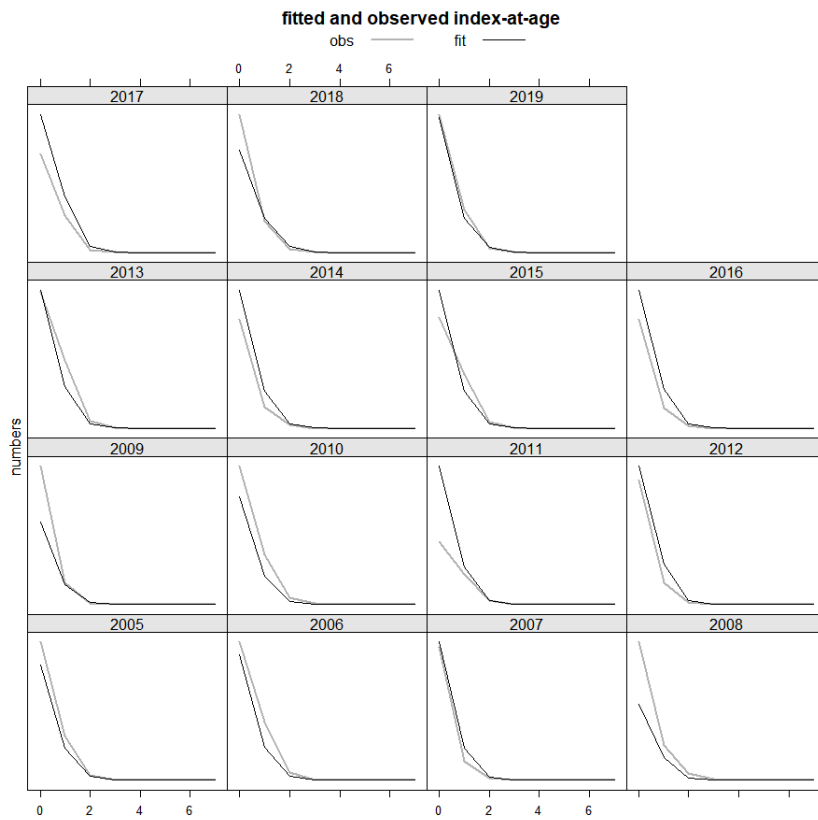 fitted and observed index-at-age
obs fit
0 2 4 6
2017 2018 2019
2013 2014 2015 2016
numbers
2009 2010 2011 2012
2005 2006 2007 2008
0 2 4 6 0 2 4 6